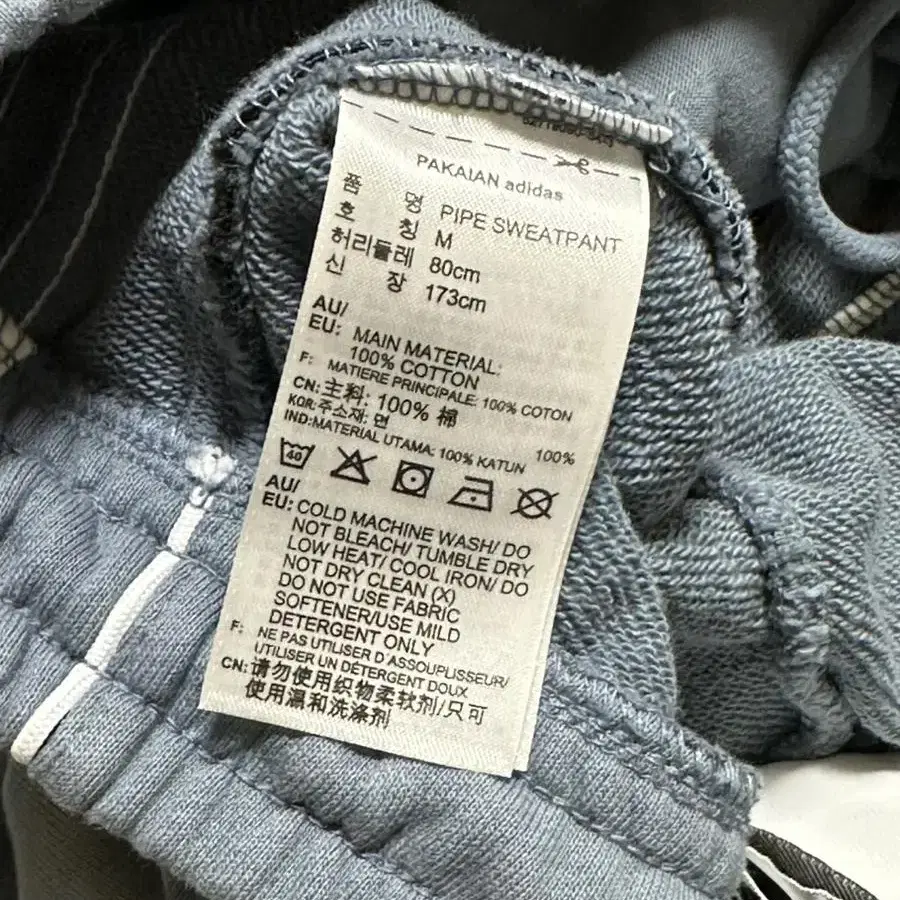 PAKAIAN adidas
품 명 PIPE SWEATPANT
호 칭 M
허리둘레 80cm
신 장 173cm
AU/
EU: MAIN MATERIAL:
100% COTTON
F: MATIERE PRINCIPALE: 100% COTON
CN: 主料: 100% 棉
KOR: 주소재: 면 100%
IND: MATERIAL UTAMA: 100% KATUN
40
AU/
EU: COLD MACHINE WASH/ DO
NOT BLEACH/ TUMBLE DRY
LOW HEAT/ COOL IRON/ DO
NOT DRY CLEAN (X)
DO NOT USE FABRIC
SOFTENER/USE MILD
DETERGENT ONLY
F: NE PAS UTILISER D'ASSOUPLISSEUR/
UTILISER UN DÉTERGENT DOUX
CN: 请勿使用织物柔软剂/只可
使用温和洗涤剂